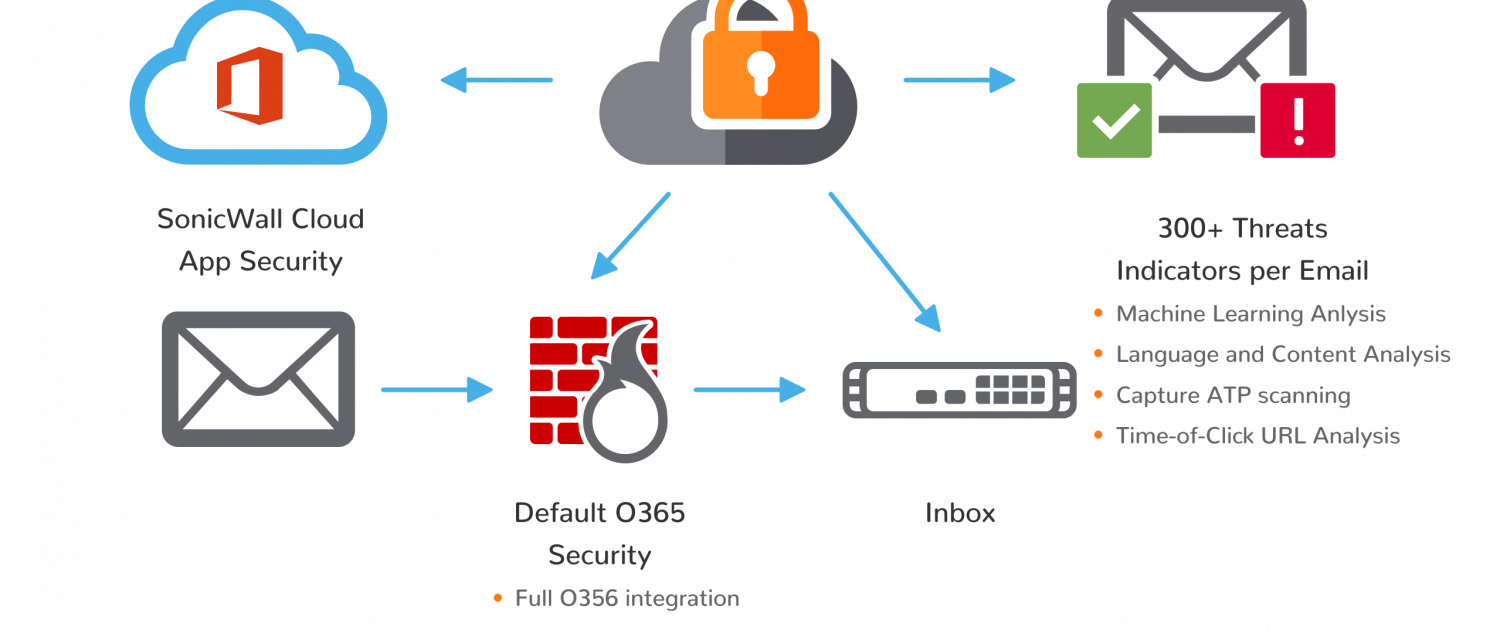 SonicWall Cloud
App Security
300+ Threats
Indicators per Email
Machine Learning Anlysis
Language and Content Analysis
Capture ATP scanning
Time-of-Click URL Analysis
Default O365
Security
Full O356 integration
Inbox